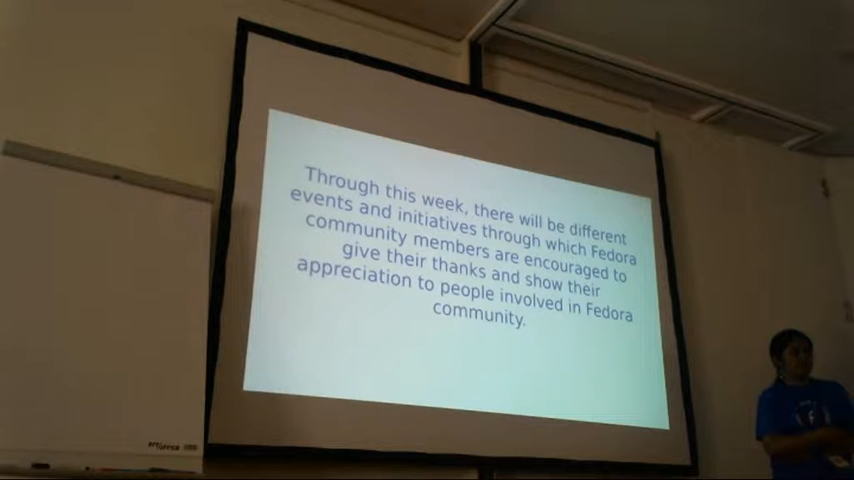 Through this week, there will be different
events and initiatives through which Fedora
community members are encouraged to
give their thanks and show their
appreciation to people involved in Fedora
community.